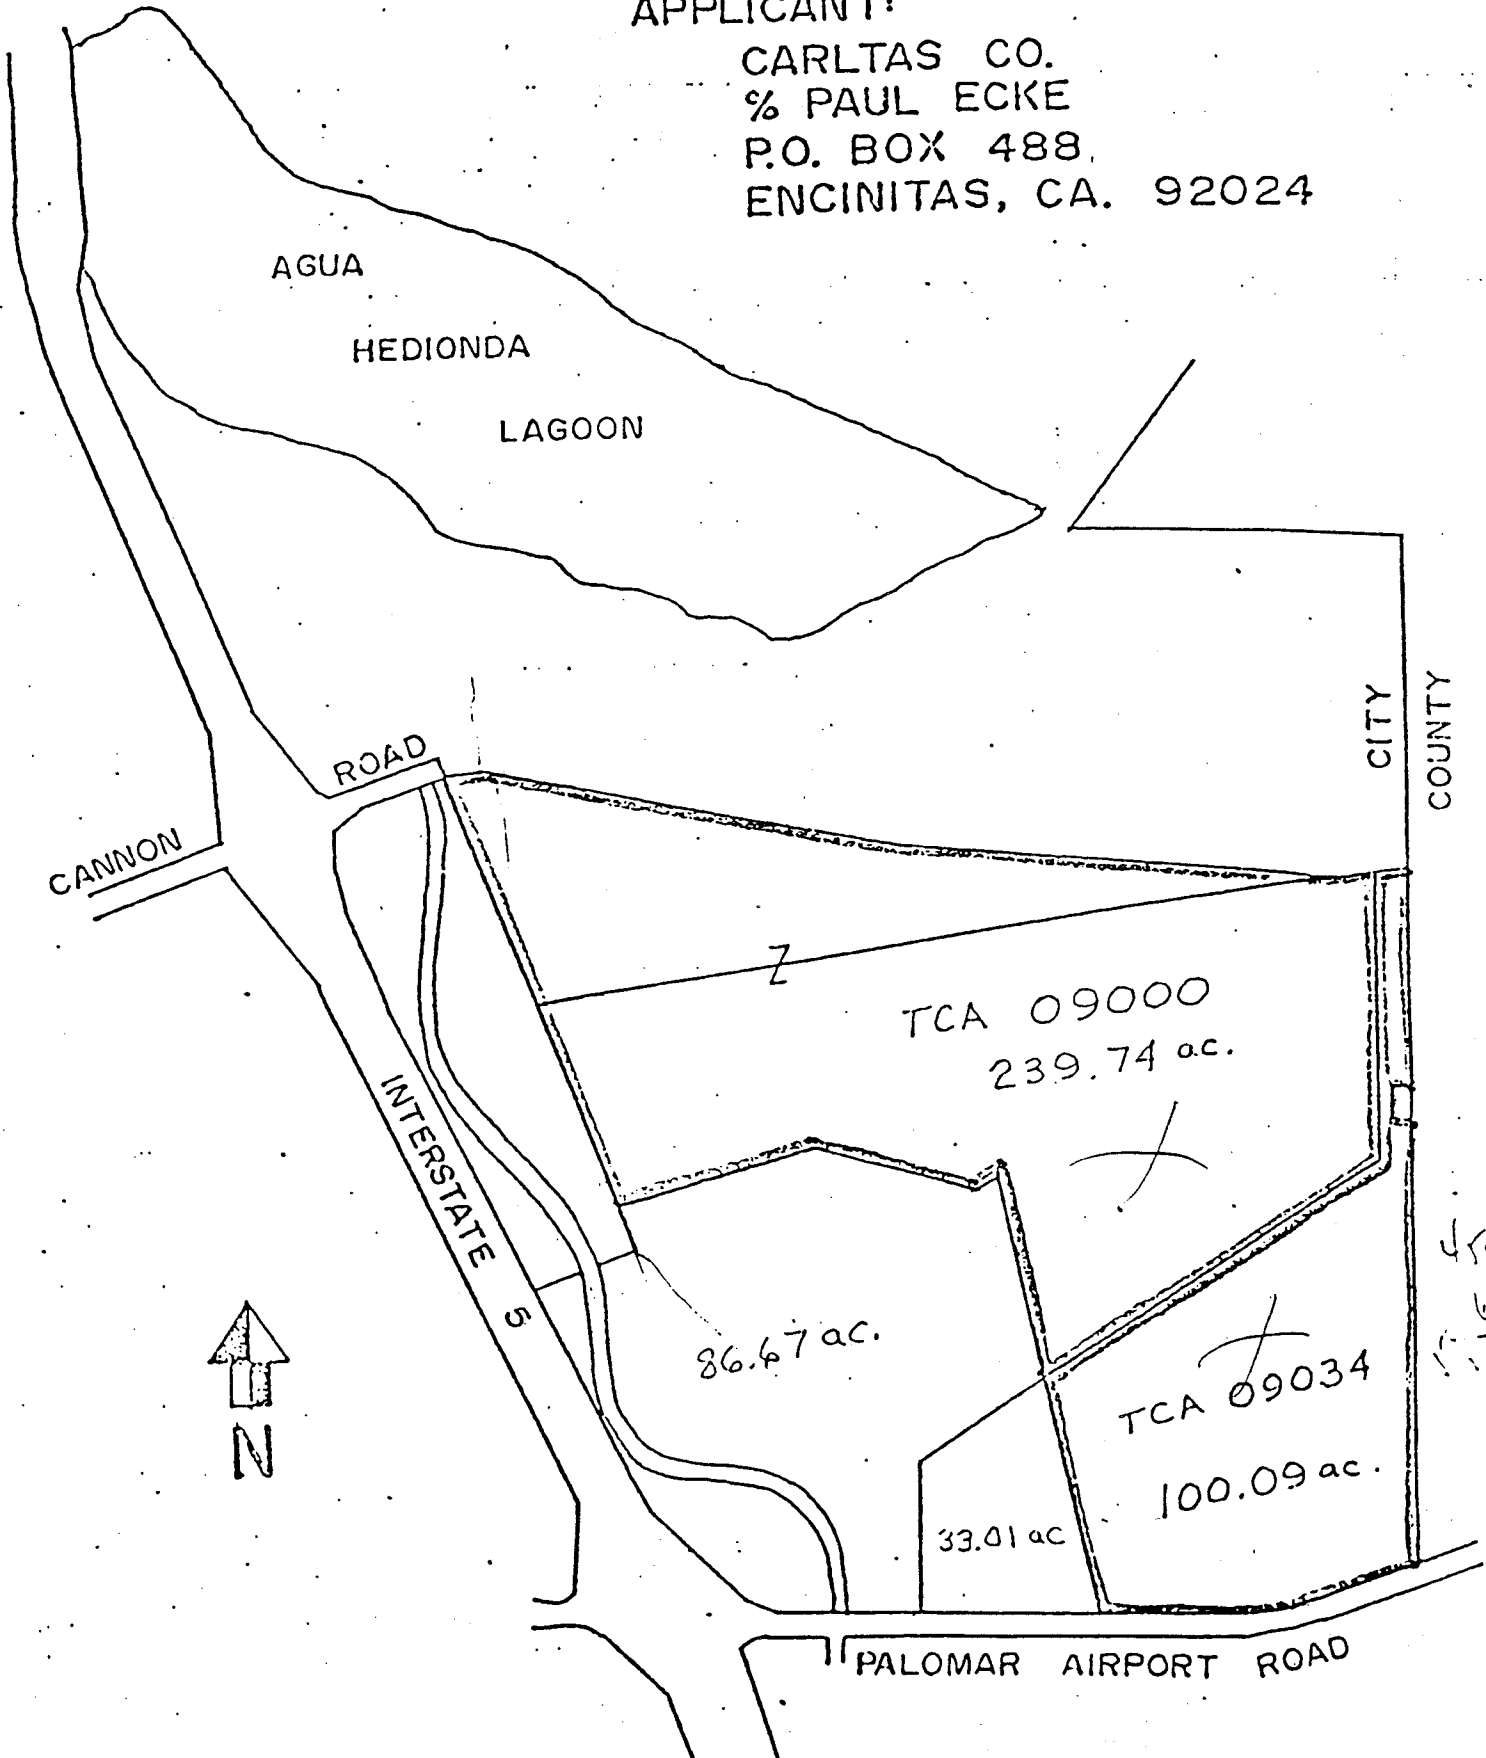 APPLICANT:
CARLTAS CO.
% PAUL ECKE
P.O. BOX 488
ENCINITAS, CA. 92024
AGUA
HEDIONDA
LAGOON
CITY
COUNTY
ROAD
CANNON
Z
TCA 09000
239.74 ac.
INTERSTATE 5
86.67 ac.
TCA 09034
100.09 ac.
33.01 ac
N
PALOMAR AIRPORT ROAD